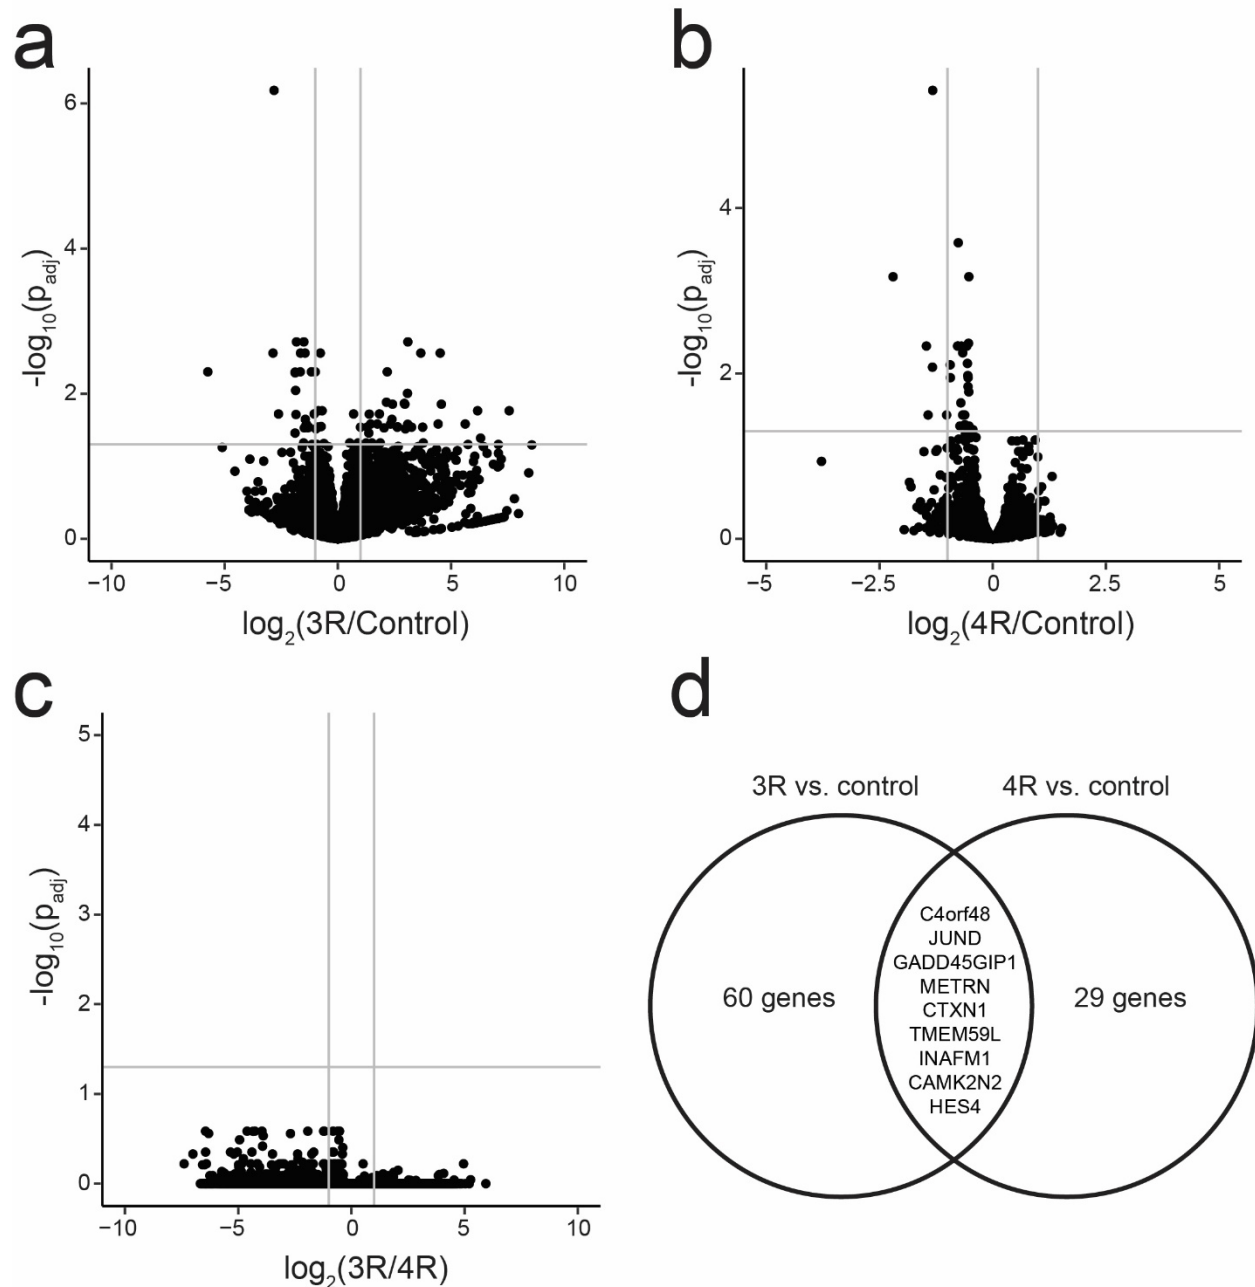 a
6
4
2
0
-log10(padj)
−10
−5
0
5
10
log2(3R/Control)
b
4
2
0
-log10(padj)
−5
−2.5
0
2.5
5
log2(4R/Control)
c
5
4
3
2
1
0
-log10(padj)
−10
−5
0
5
10
log2(3R/4R)
d
3R vs. control
4R vs. control
60 genes
C4orf48
JUND
GADD45GIP1
METRN
CTXN1
TMEM59L
INAFM1
CAMK2N2
HES4
29 genes